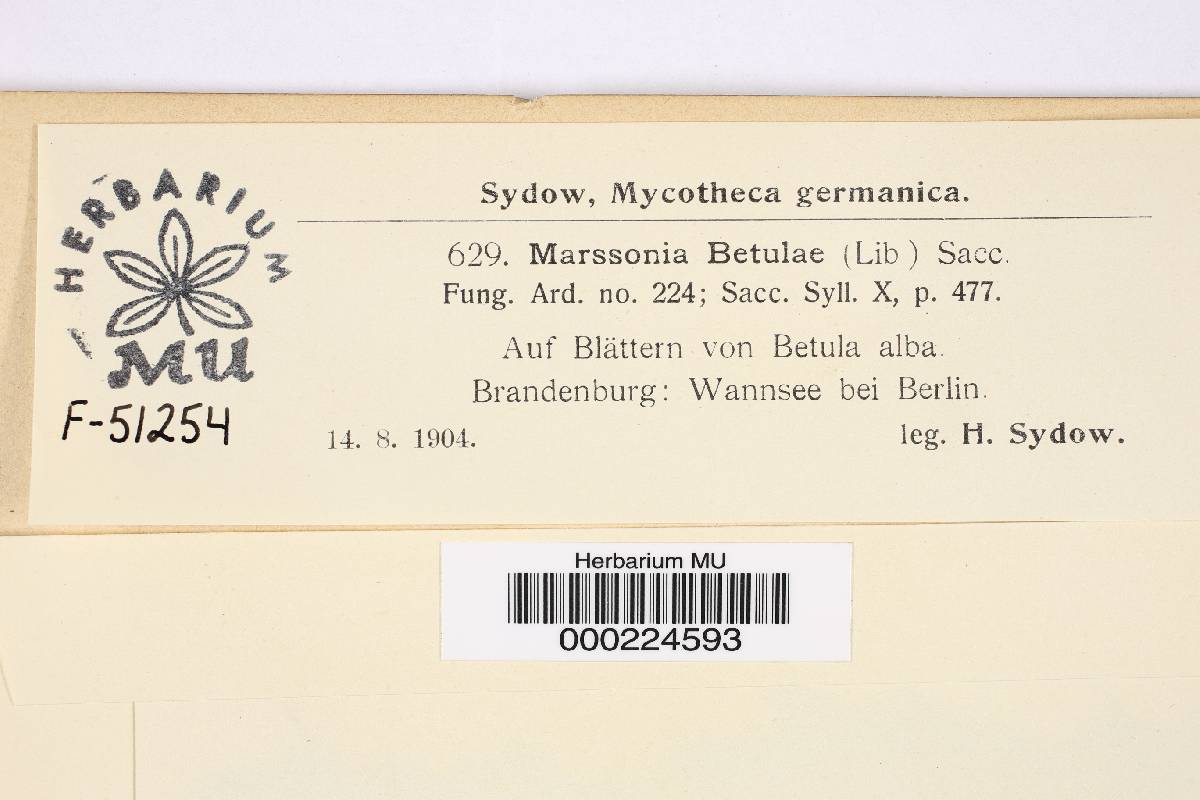 HERBARIUM
MU
F-51254
Sydow, Mycotheca germanica.
629. Marssonia Betulae (Lib ) Sacc.
Fung. Ard. no. 224; Sacc. Syll. X, p. 477.
Auf Blättern von Betula alba.
Brandenburg: Wannsee bei Berlin.
14. 8. 1904.
leg. H. Sydow.
Herbarium MU
000224593